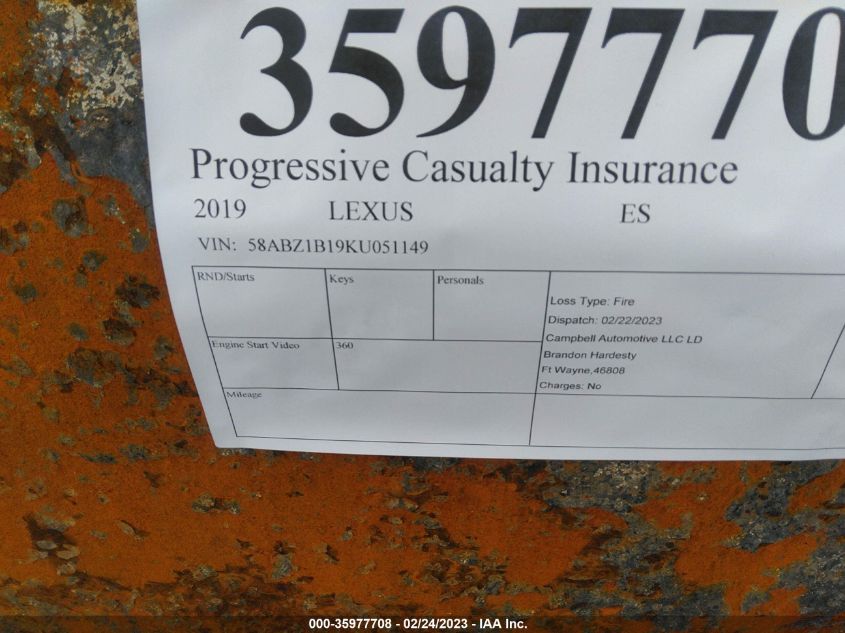 3597770
Progressive Casualty Insurance
2019 LEXUS ES
VIN: 58ABZ1B19KU051149
RND/Starts Keys Personals
Loss Type: Fire
Dispatch: 02/22/2023
Campbell Automotive LLC LD
Engine Start Video 360
Brandon Hardesty
Ft Wayne,46808
Charges: No
Mileage
000-35977708 - 02/24/2023 - IAA Inc.